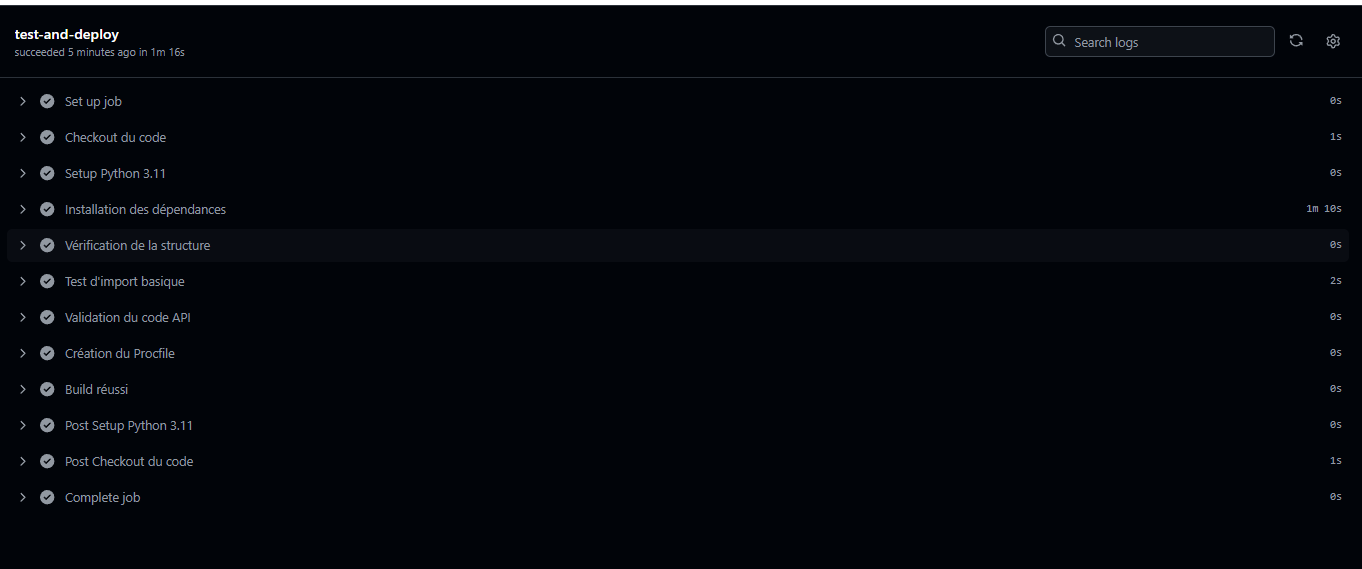 test-and-deploy
succeeded 5 minutes ago in 1m 16s
Search logs
Set up job 0s
Checkout du code 1s
Setup Python 3.11 0s
Installation des dépendances 1m 10s
Vérification de la structure 0s
Test d'import basique 2s
Validation du code API 0s
Création du Procfile 0s
Build réussi 0s
Post Setup Python 3.11 0s
Post Checkout du code 1s
Complete job 0s